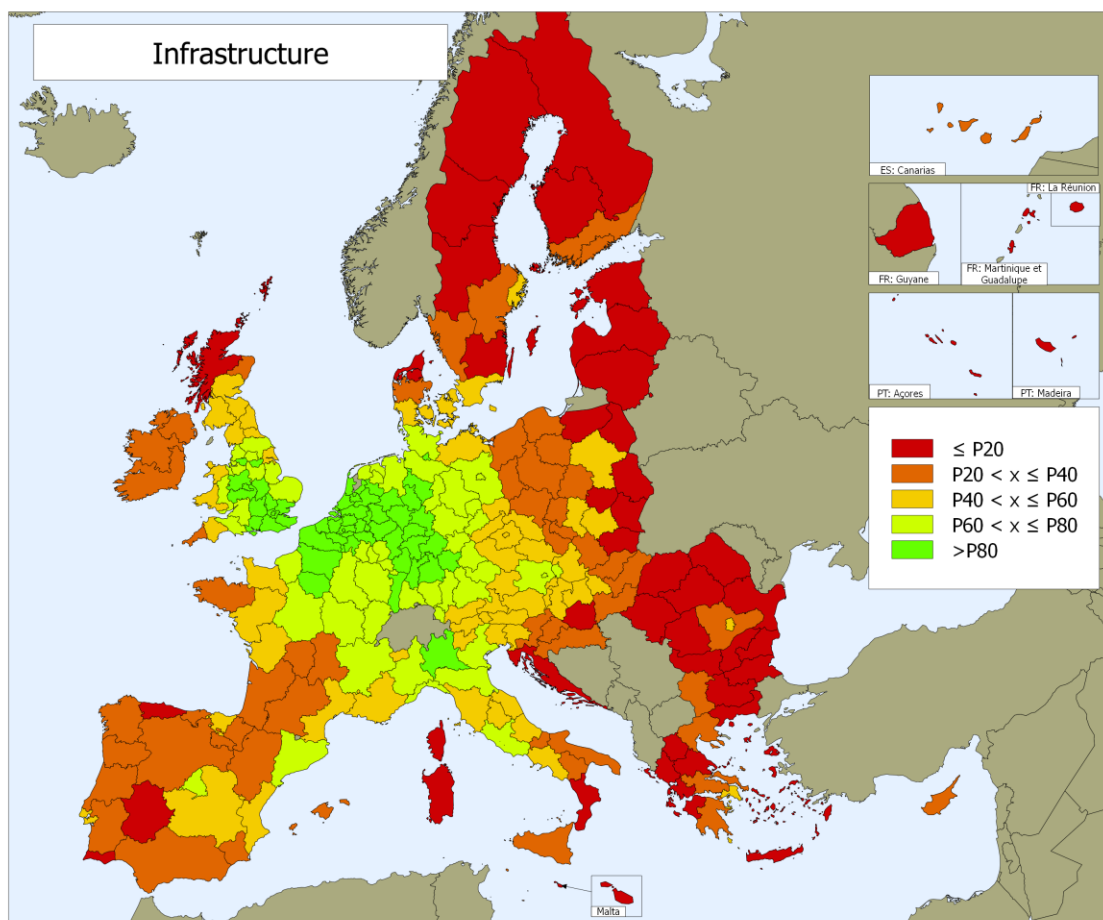 Infrastructure
ES: Canarias
FR: La Réunion
FR: Guyane
FR: Martinique et
Guadalupe
PT: Açores
PT: Madeira
≤ P20
P20 < x ≤ P40
P40 < x ≤ P60
P60 < x ≤ P80
>P80
Malta